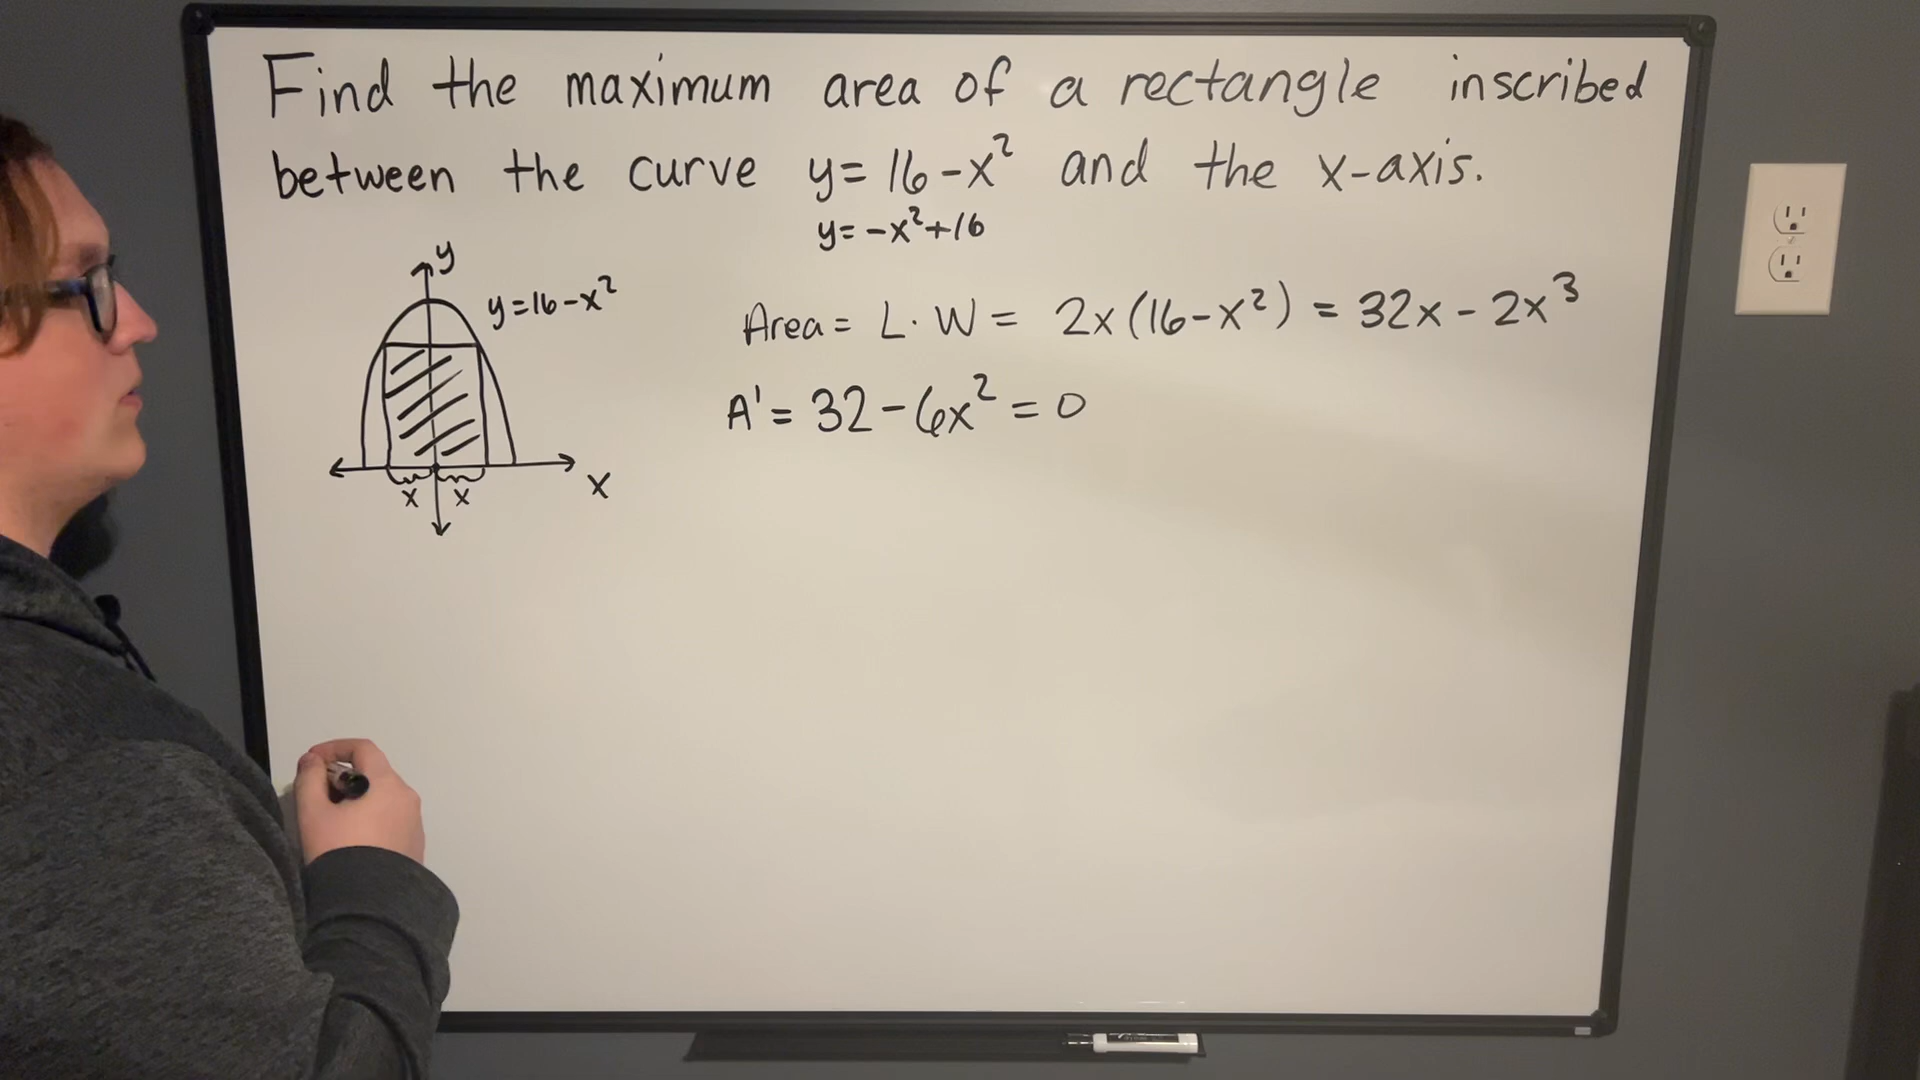 Find the maximum area of a rectangle inscribed
between the curve y=16-x² and the x-axis.
y=-x²+16
y
y=16-x²
Area = L·W = 2x(16-x²) = 32x-2x³
A'=32-6x²=0
x x
x